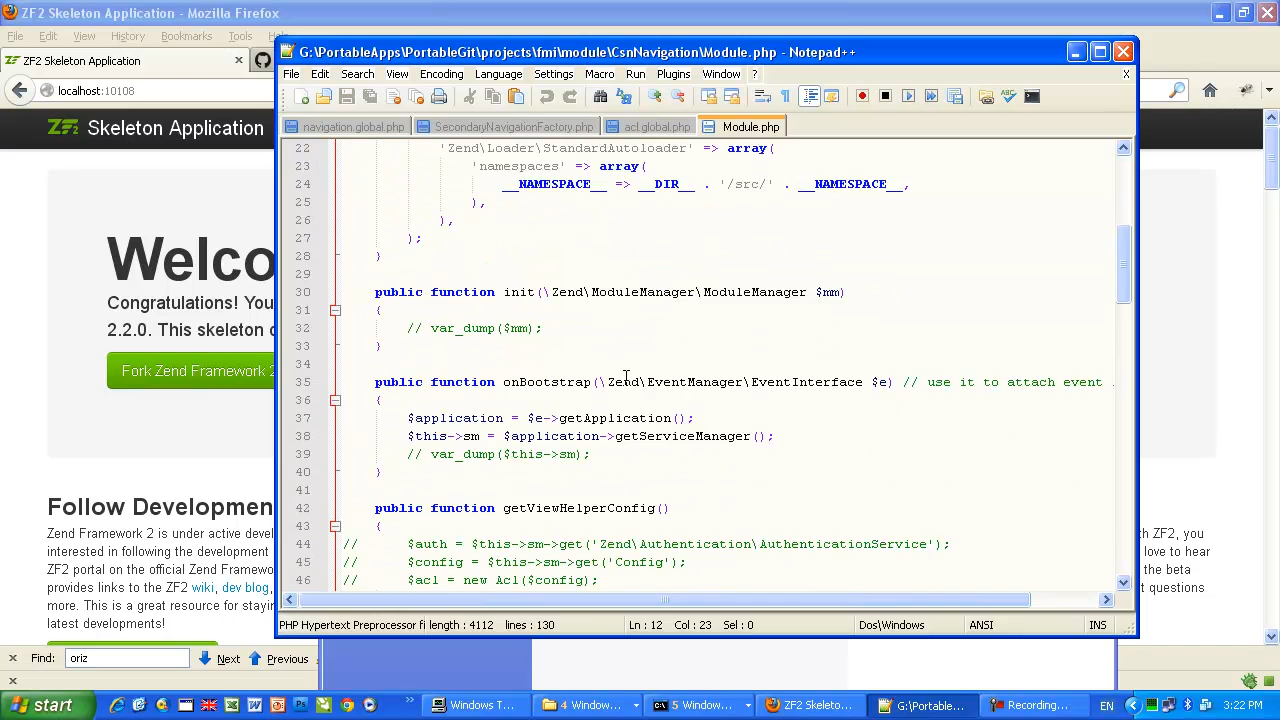 ZF2 Skeleton Application - Mozilla Firefox
File Edit View History Bookmarks Tools
ZF2 Skeleton Application
localhost:10108
ZF2 Skeleton Application
Welco
Congratulations! You
2.2.0. This skeleton
Fork Zend Framework 2
Follow Development
Zend Framework 2 is under active
interested in following the development
ZF2 portal on the official Zend
provides links to the ZF2 wiki, dev blog,
more. This is a great resource for
latest developments!
with ZF2, you
love to hear
the beta
questions
G:\PortableApps\PortableGit\projects\fmi\module\CsnNavigation\Module.php - Notepad++
File Edit Search View Encoding Language Settings Macro Run Plugins Window ? X
navigation.global.php SecondaryNavigationFactory.php acl.global.php Module.php
22 'Zend\Loader\StandardAutoloader' => array(
23 'namespaces' => array(
24 __NAMESPACE__ => __DIR__ . '/src/' . __NAMESPACE__,
25 ),
26 ),
27 );
28 }
29
30 public function init(\Zend\ModuleManager\ModuleManager $mm)
31 {
32 // var_dump($mm);
33 }
34
35 public function onBootstrap(\Zend\EventManager\EventInterface $e) // use it to attach event
36 {
37 $application = $e->getApplication();
38 $this->sm = $application->getServiceManager();
39 // var_dump($this->sm);
40 }
41
42 public function getViewHelperConfig()
43 {
44 // $auth = $this->sm->get('Zend\Authentication\AuthenticationService');
45 // $config = $this->sm->get('Config');
46 // $acl = new Acl($config);
PHP Hypertext Preprocessor fi length : 4112 lines : 130 Ln : 12 Col : 23 Sel : 0 Dos\Windows ANSI INS
Find: oriz Next Previous
start Windows T... 4 Window... 5 Window... ZF2 Skeleto... G:\Portable... Recording... EN 3:22 PM